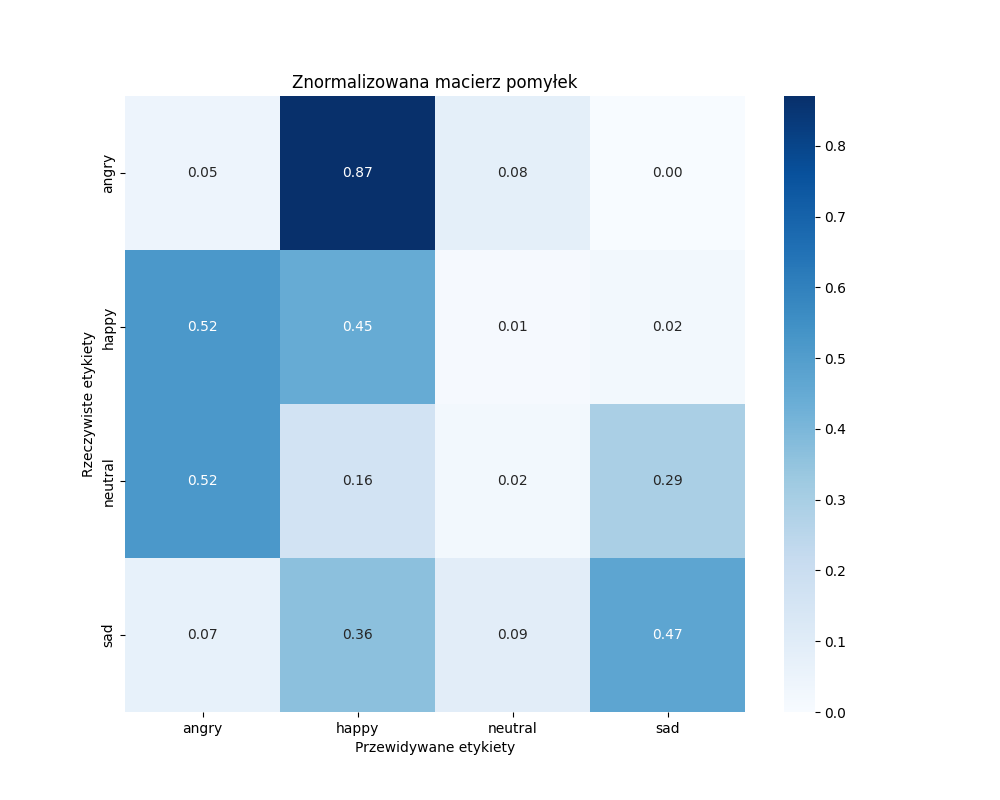 Znormalizowana macierz pomyłek
0.05 0.87 0.08 0.00
0.52 0.45 0.01 0.02
0.52 0.16 0.02 0.29
0.07 0.36 0.09 0.47
angry
happy
neutral
sad
Rzeczywiste etykiety
angry happy neutral sad
Przewidywane etykiety
0.8
0.7
0.6
0.5
0.4
0.3
0.2
0.1
0.0